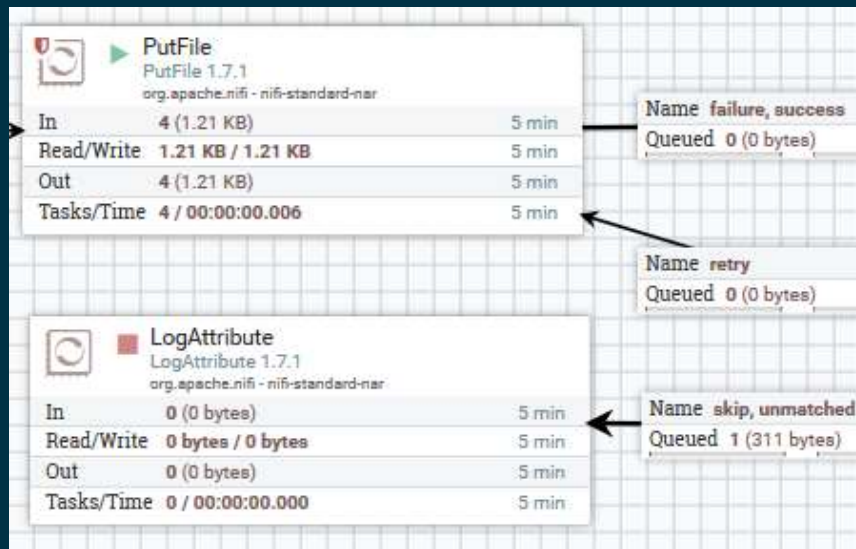 PutFile
PutFile 1.7.1
org.apache.nifi - nifi-standard-nar
In 4 (1.21 KB) 5 min
Read/Write 1.21 KB / 1.21 KB 5 min
Out 4 (1.21 KB) 5 min
Tasks/Time 4 / 00:00:00.006 5 min
Name failure, success
Queued 0 (0 bytes)
Name retry
Queued 0 (0 bytes)
LogAttribute
LogAttribute 1.7.1
org.apache.nifi - nifi-standard-nar
In 0 (0 bytes) 5 min
Read/Write 0 bytes / 0 bytes 5 min
Out 0 (0 bytes) 5 min
Tasks/Time 0 / 00:00:00.000 5 min
Name skip, unmatched
Queued 1 (311 bytes)